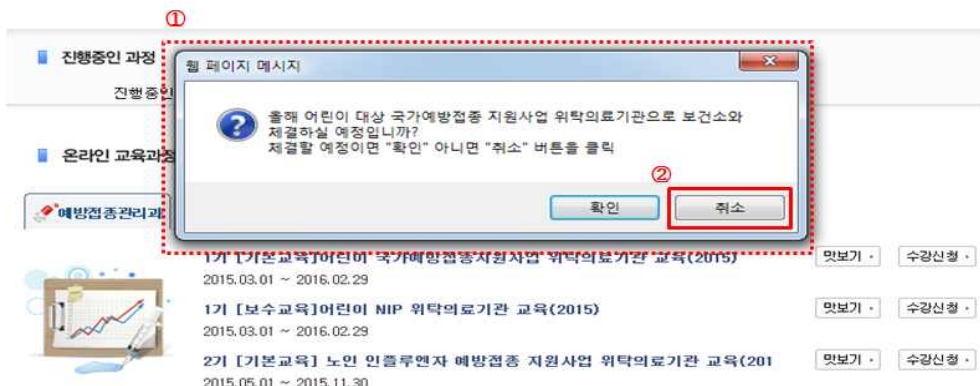 ①
진행중인 과정
웹 페이지 메시지
진행중인
올해 어린이 대상 국가예방접종 지원사업 위탁의료기관으로 보건소와
체결하실 예정입니까?
체결할 예정이면 "확인" 아니면 "취소" 버튼을 클릭
온라인 교육과정
②
확인
취소
예방접종관리과
1기 [기본교육]어린이 국가예방접종지원사업 위탁의료기관 교육(2015)
맛보기
수강신청
2015.03.01 ~ 2016.02.29
1기 [보수교육]어린이 NIP 위탁의료기관 교육(2015)
맛보기
수강신청
2015.03.01 ~ 2016.02.29
2기 [기본교육] 노인 인플루엔자 예방접종 지원사업 위탁의료기관 교육(201
맛보기
수강신청
2015.05.01 ~ 2015.11.30